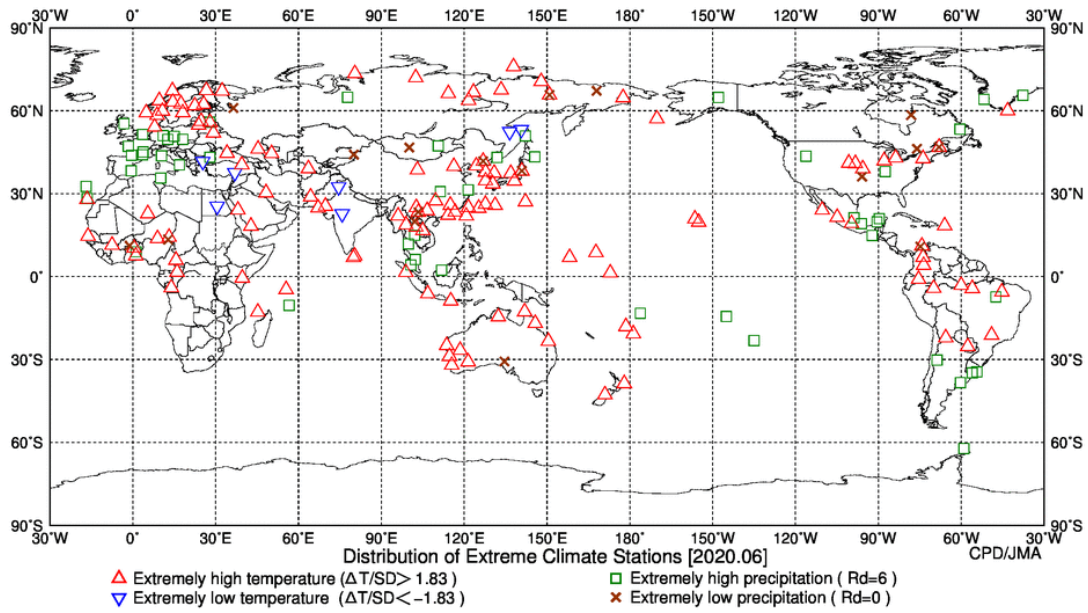 30˚W 0˚ 30˚E 60˚E 90˚E 120˚E 150˚E 180˚ 150˚W 120˚W 90˚W 60˚W 30˚W
90˚N 90˚N
60˚N 60˚N
30˚N 30˚N
0˚ 0˚
30˚S 30˚S
60˚S 60˚S
90˚S 90˚S
30˚W 0˚ 30˚E 60˚E 90˚E 120˚E 150˚E 180˚ 150˚W 120˚W 90˚W 60˚W 30˚W
Distribution of Extreme Climate Stations [2020.06] CPD/JMA
Extremely high temperature (ΔT/SD> 1.83 ) Extremely high precipitation ( Rd=6 )
Extremely low temperature (ΔT/SD<−1.83) Extremely low precipitation ( Rd=0 )